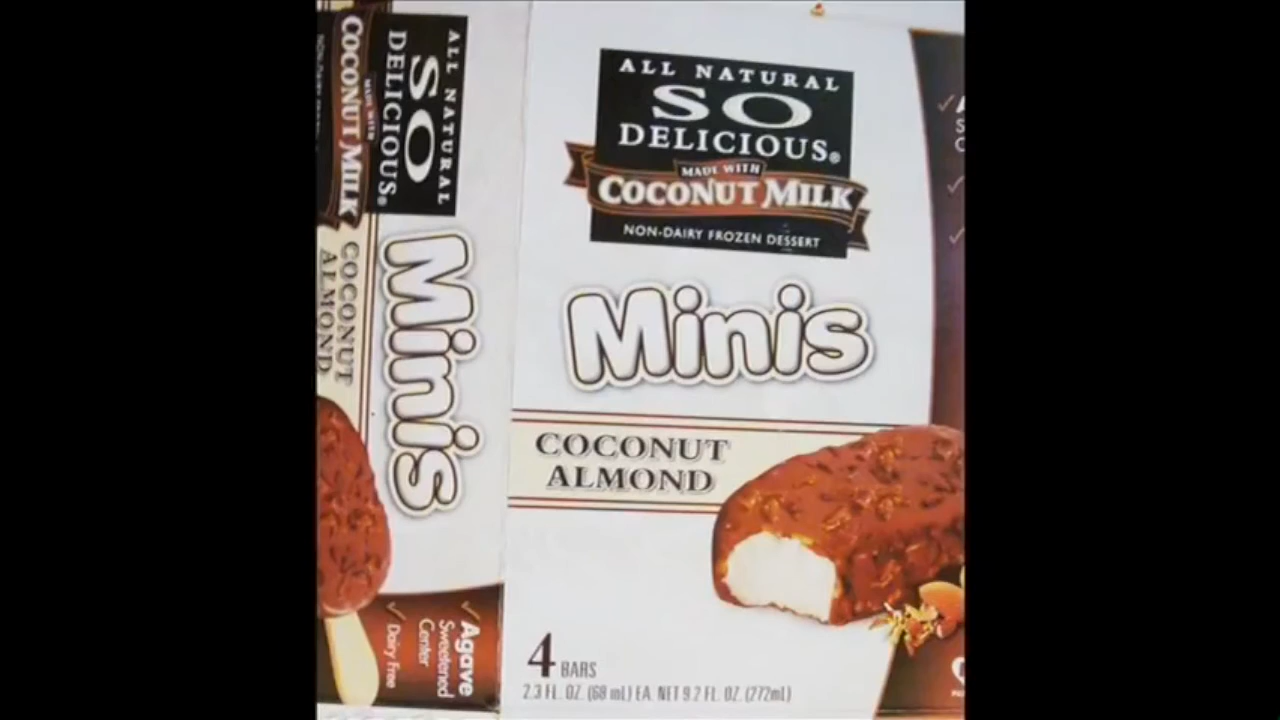 ALL NATURAL
SO
DELICIOUS®
MADE WITH
COCONUT MILK
COCONUT
ALMOND
Minis
✓ Agave
Sweetened
Center
✓ Dairy Free
ALL NATURAL
SO
DELICIOUS®
MADE WITH
COCONUT MILK
NON-DAIRY FROZEN DESSERT
Minis
COCONUT
ALMOND
4 BARS
2.3 FL. OZ. (68 mL) EA. NET 9.2 FL. OZ. (272mL)